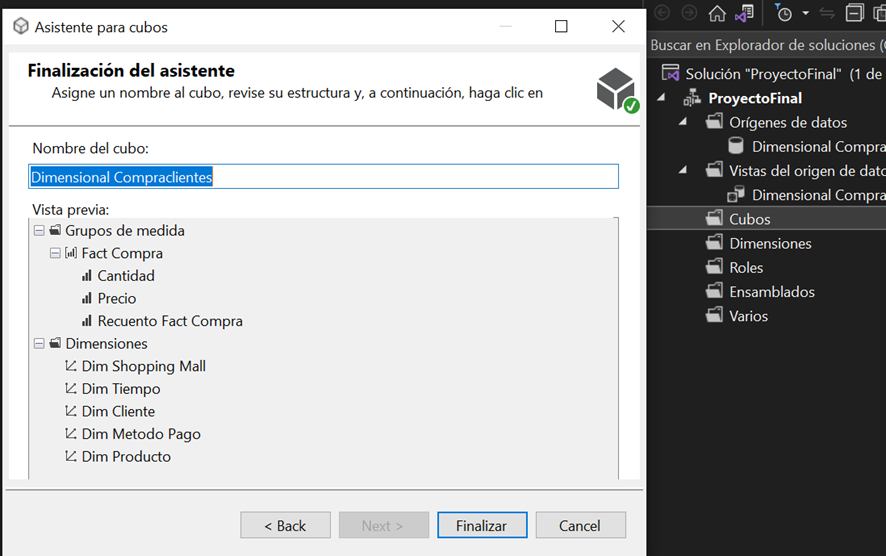 Asistente para cubos
Finalización del asistente
Asigne un nombre al cubo, revise su estructura y, a continuación, haga clic en
Nombre del cubo:
Dimensional Compraclientes
Vista previa:
Grupos de medida
Fact Compra
Cantidad
Precio
Recuento Fact Compra
Dimensiones
Dim Shopping Mall
Dim Tiempo
Dim Cliente
Dim Metodo Pago
Dim Producto
< Back
Next >
Finalizar
Cancel
Buscar en Explorador de soluciones (
Solución "ProyectoFinal" (1 de
ProyectoFinal
Orígenes de datos
Dimensional Compra
Vistas del origen de dato
Dimensional Compra
Cubos
Dimensiones
Roles
Ensamblados
Varios